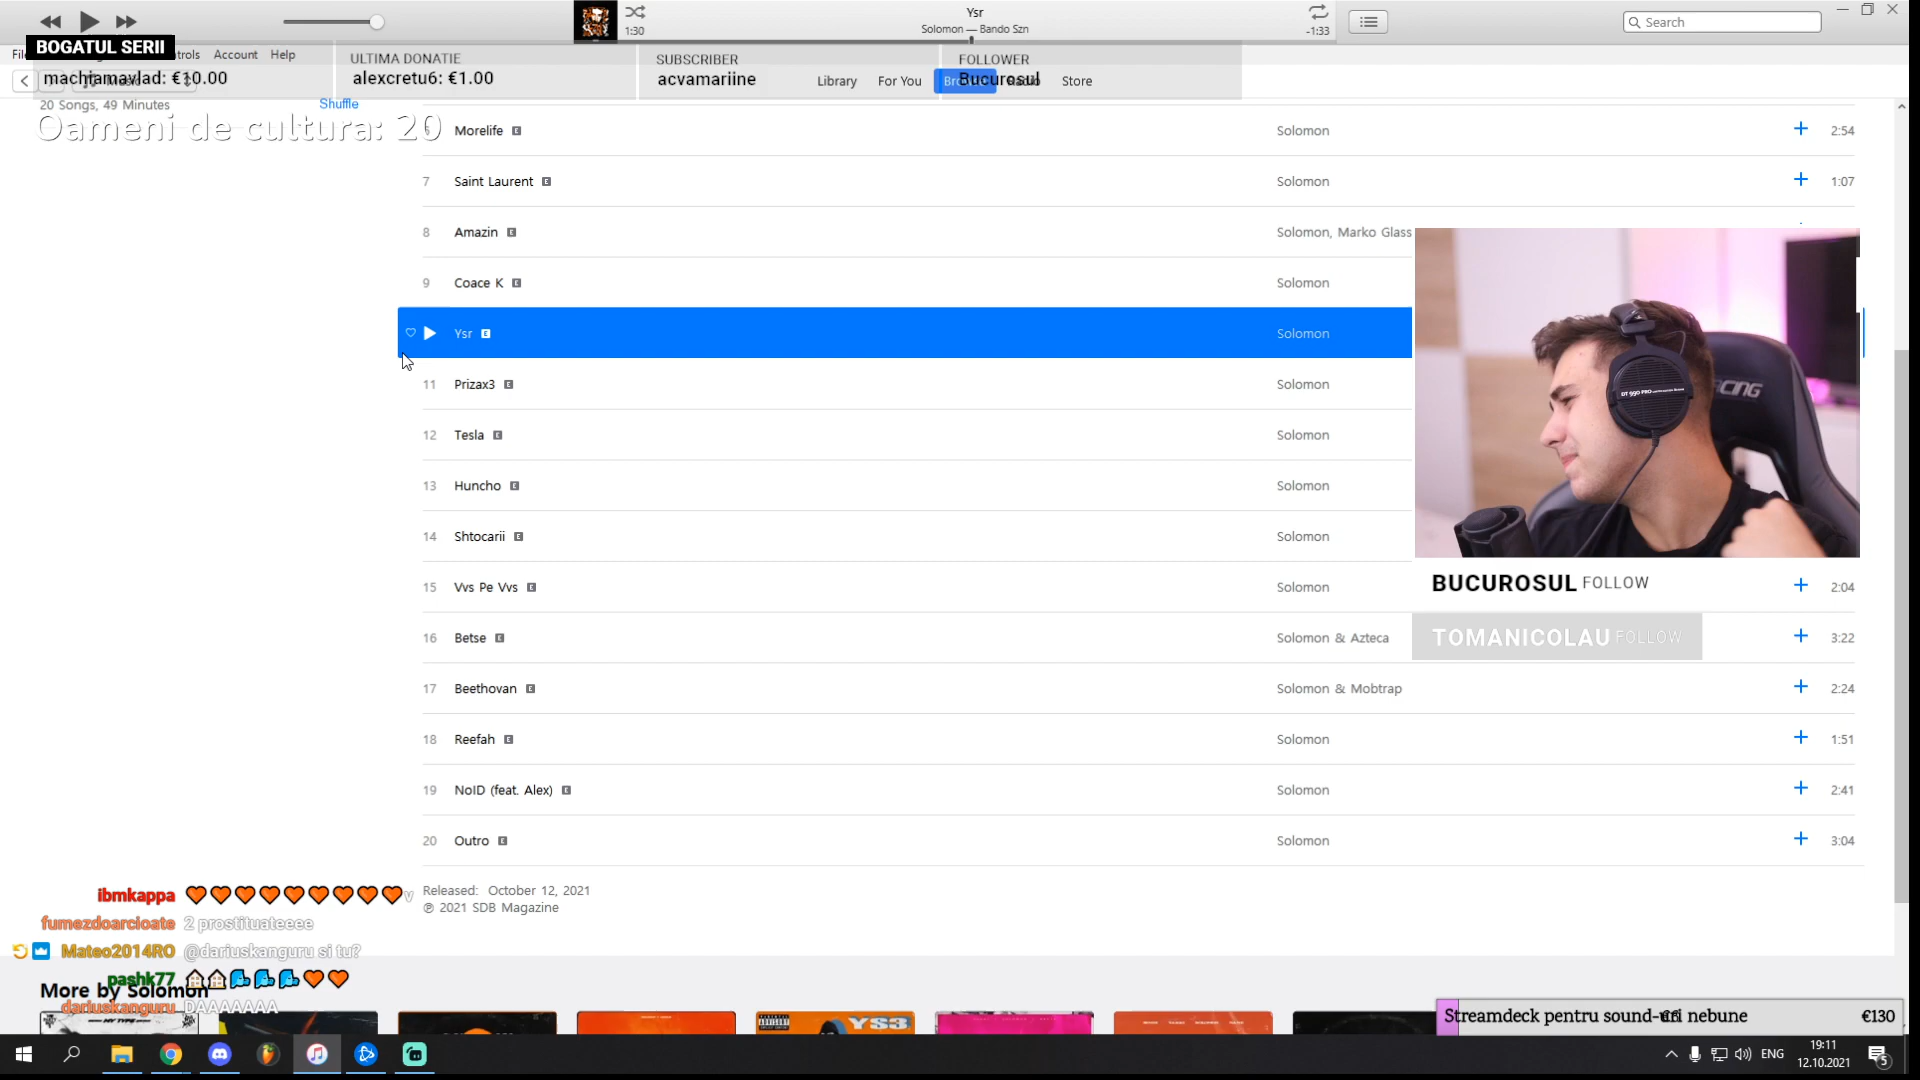 Ysr
Solomon — Bando Szn
1:30
-1:33
Search
BOGATUL SERII
Account
Help
machiamavlad: €10.00
ULTIMA DONATIE
alexcretu6: €1.00
SUBSCRIBER
acvamariine
FOLLOWER
Bucurosul
Library
For You
Store
20 Songs, 49 Minutes
Shuffle
Oameni de cultura: 20
Morelife E Solomon 2:54
7 Saint Laurent E Solomon 1:07
8 Amazin E Solomon, Marko Glass
9 Coace K E Solomon
Ysr E Solomon
11 Prizax3 E Solomon
12 Tesla E Solomon
13 Huncho E Solomon
14 Shtocarii E Solomon
15 Vvs Pe Vvs E Solomon 2:04
16 Betse E Solomon & Azteca 3:22
17 Beethovan E Solomon & Mobtrap 2:24
18 Reefah E Solomon 1:51
19 NoID (feat. Alex) E Solomon 2:41
20 Outro E Solomon 3:04
DT 990 PRO
CING
BUCUROSUL FOLLOW
TOMANICOLAU FOLLOW
Released: October 12, 2021
℗ 2021 SDB Magazine
ibmkappa
fumezdoarcioate 2 prostituateeee
Mateo2014RO @dariuskanguru si tu?
pashk77
dariuskanguru DAAAAAAA
More by Solomon
YS3
Streamdeck pentru sound-uri nebune
€130
ENG
19:11
12.10.2021
5